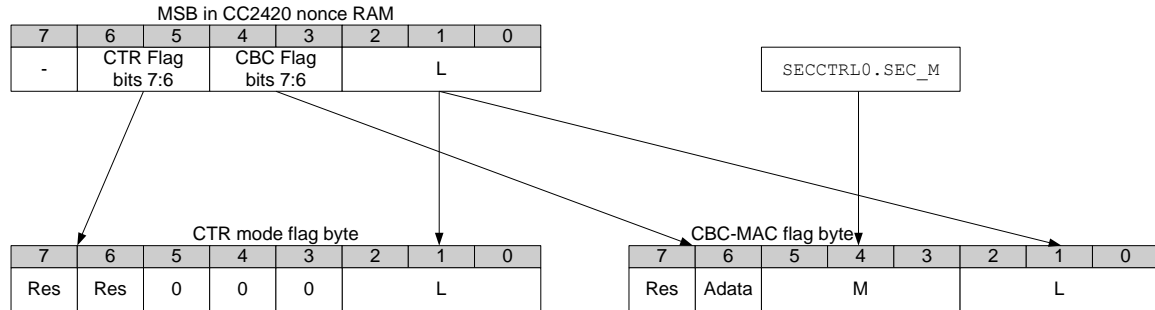 MSB in CC2420 nonce RAM
7 6 5 4 3 2 1 0
- CTR Flag bits 7:6 CBC Flag bits 7:6 L
SECCTRL0.SEC_M
CTR mode flag byte
7 6 5 4 3 2 1 0
Res Res 0 0 0 L
CBC-MAC flag byte
7 6 5 4 3 2 1 0
Res Adata M L